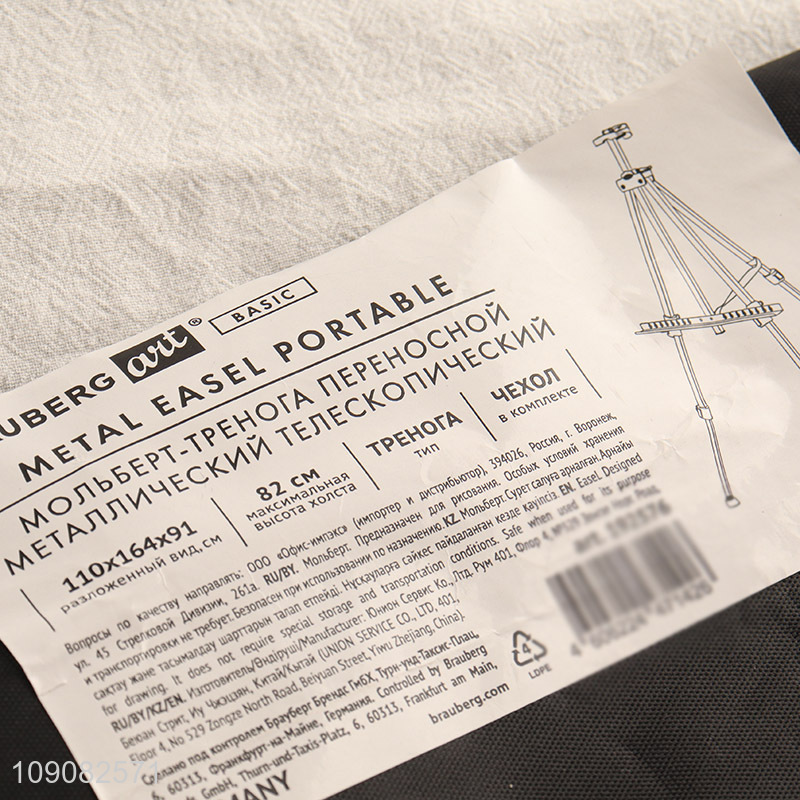 AUBERG art® BASIC
METAL EASEL PORTABLE
МОЛЬБЕРТ-ТРЕНОГА ПЕРЕНОСНОЙ
МЕТАЛЛИЧЕСКИЙ ТЕЛЕСКОПИЧЕСКИЙ
110x164x91
разложенный вид, см
82 см
максимальная
высота холста
ТРЕНОГА
тип
ЧЕХОЛ
в комплекте
Вопросы по качеству направлять: ООО «Офис-импэкс» (импортер и дистрибьютор), 394026, Россия, г. Воронеж,
ул. 45 Стрелковой Дивизии, 261а. RU/BY. Мольберт. Предназначен для рисования. Особых условий хранения
и транспортировки не требует. Безопасен при использовании по назначению. KZ. Мольберт. Сурет салуға арналған. Арнайы
сақтау және тасымалдау шарттарын талап етпейді. Нұсқауларға сәйкес пайдаланған кезде қауіпсіз. EN. Easel. Designed
for drawing. It does not require special storage and transportation conditions. Safe when used for its purpose
RU/BY/KZ/EN. Изготовитель/Өндіруші/Manufacturer: Юнион Сервис Ко., Лтд, Рум 401, Флор 4,
Беюан Стрит, Иу Чжэцзян, Китай/Қытай (UNION SERVICE CO., LTD, 401,
Floor 4, No 529 Zongze North Road, Beiyuan Street, Yiwu Zhejiang, China).
Сделано под контролем Брауберг Брендс ГмбХ, Турн-унд-Таксис-Плац,
6, 60313, Франкфурт-на-Майне, Германия. Controlled by Brauberg
GmbH, Thurn-und-Taxis-Platz, 6, 60313, Frankfurt am Main,
MANY
brauberg.com
4
LDPE
109082571